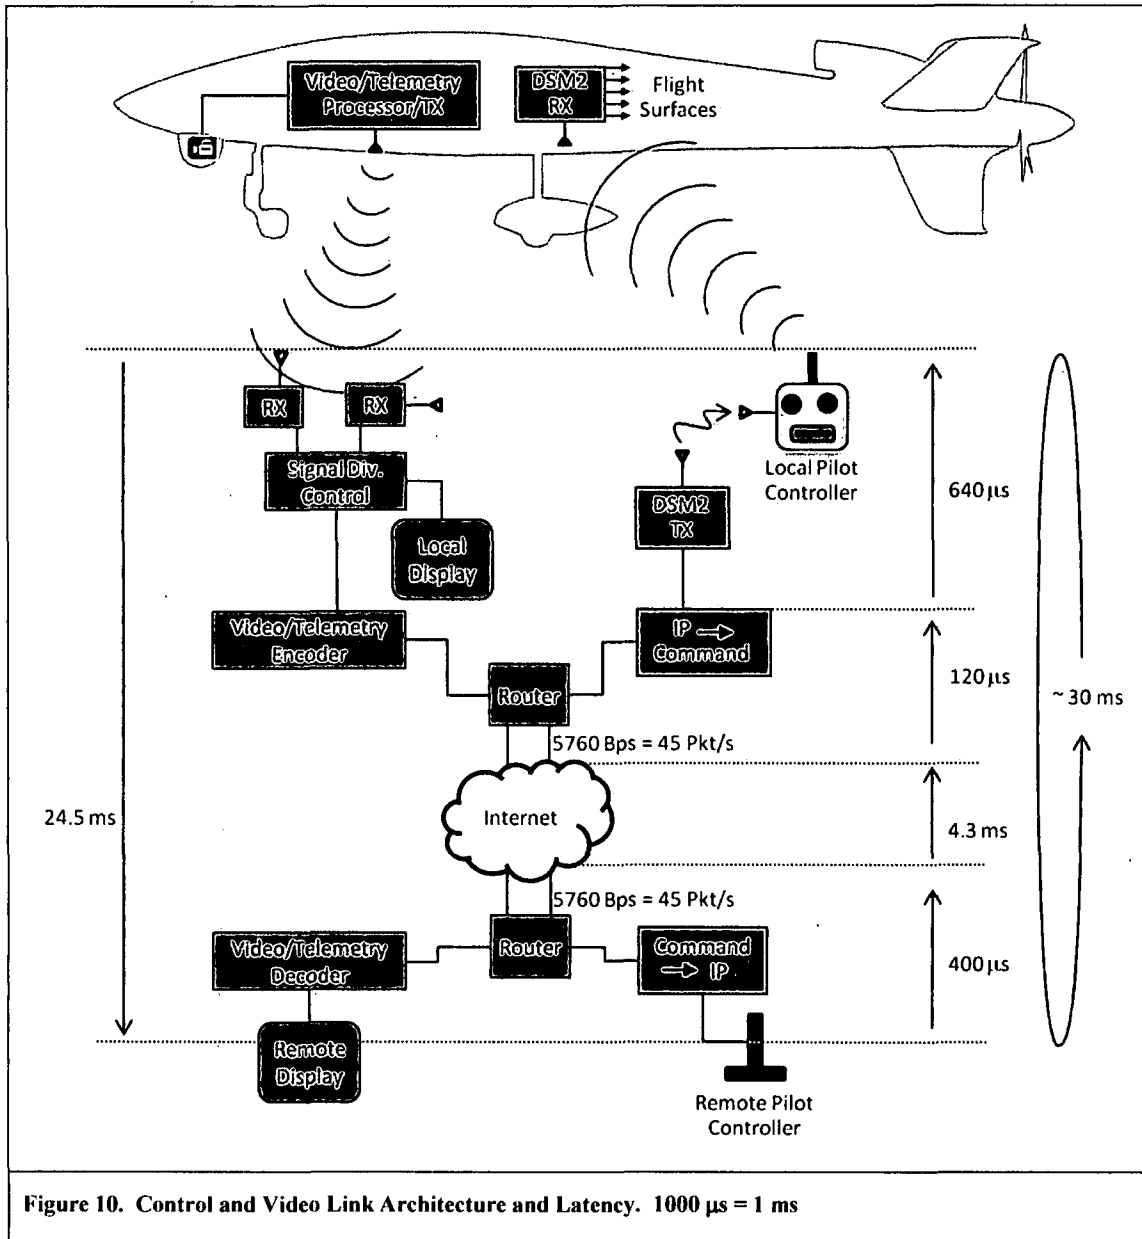 Video/Telemetry
Processor/TX
DSM2
RX
Flight
Surfaces
RX
RX
Signal Div.
Control
Local
Display
Local Pilot
Controller
DSM2
TX
640 µs
Video/Telemetry
Encoder
IP
Command
Router
120 µs
~ 30 ms
5760 Bps = 45 Pkt/s
Internet
24.5 ms
4.3 ms
5760 Bps = 45 Pkt/s
Video/Telemetry
Decoder
Router
Command
IP
400 µs
Remote
Display
Remote Pilot
Controller
Figure 10. Control and Video Link Architecture and Latency. 1000 µs = 1 ms